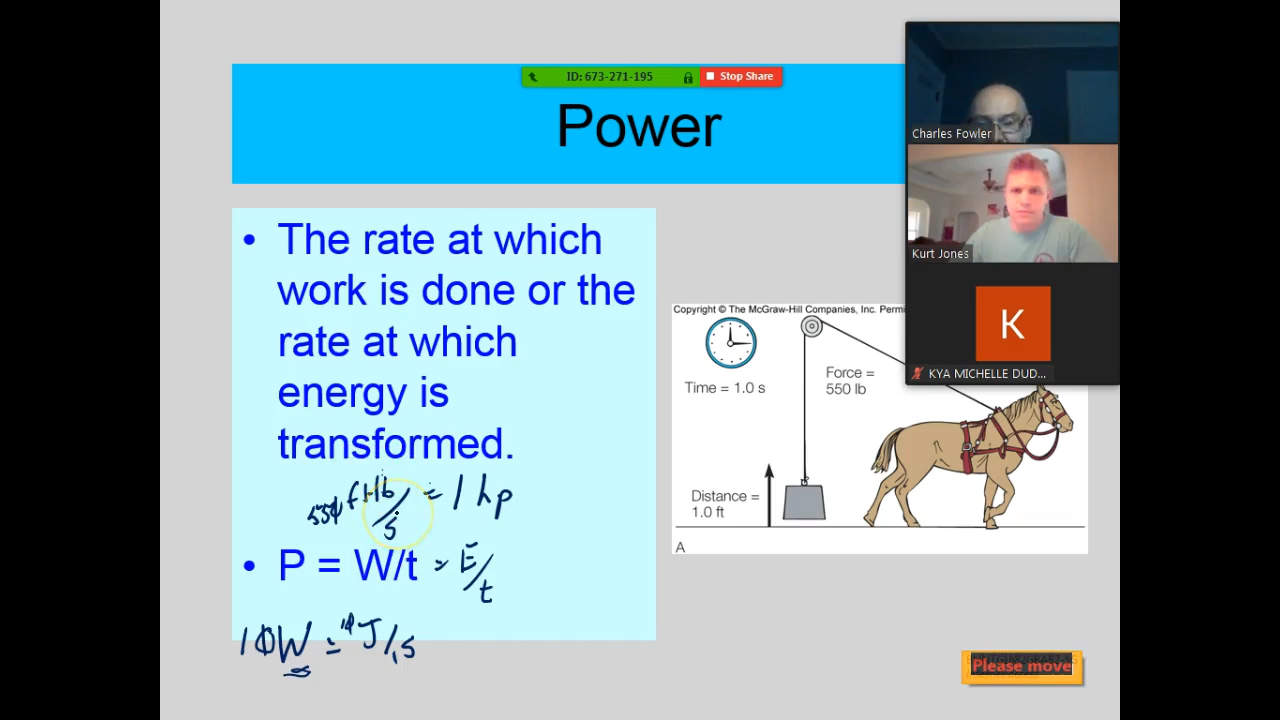 ID: 673-271-195
Stop Share
Power
Charles Fowler
Kurt Jones
K
KYA MICHELLE DUD...
• The rate at which
work is done or the
rate at which
energy is
transformed.
550 ft·lb/s = 1 hp
• P = W/t = E/t
10W = 10 J/s
Copyright © The McGraw-Hill Companies, Inc. Permi
Time = 1.0 s
Force =
550 lb
Distance =
1.0 ft
A
Please move